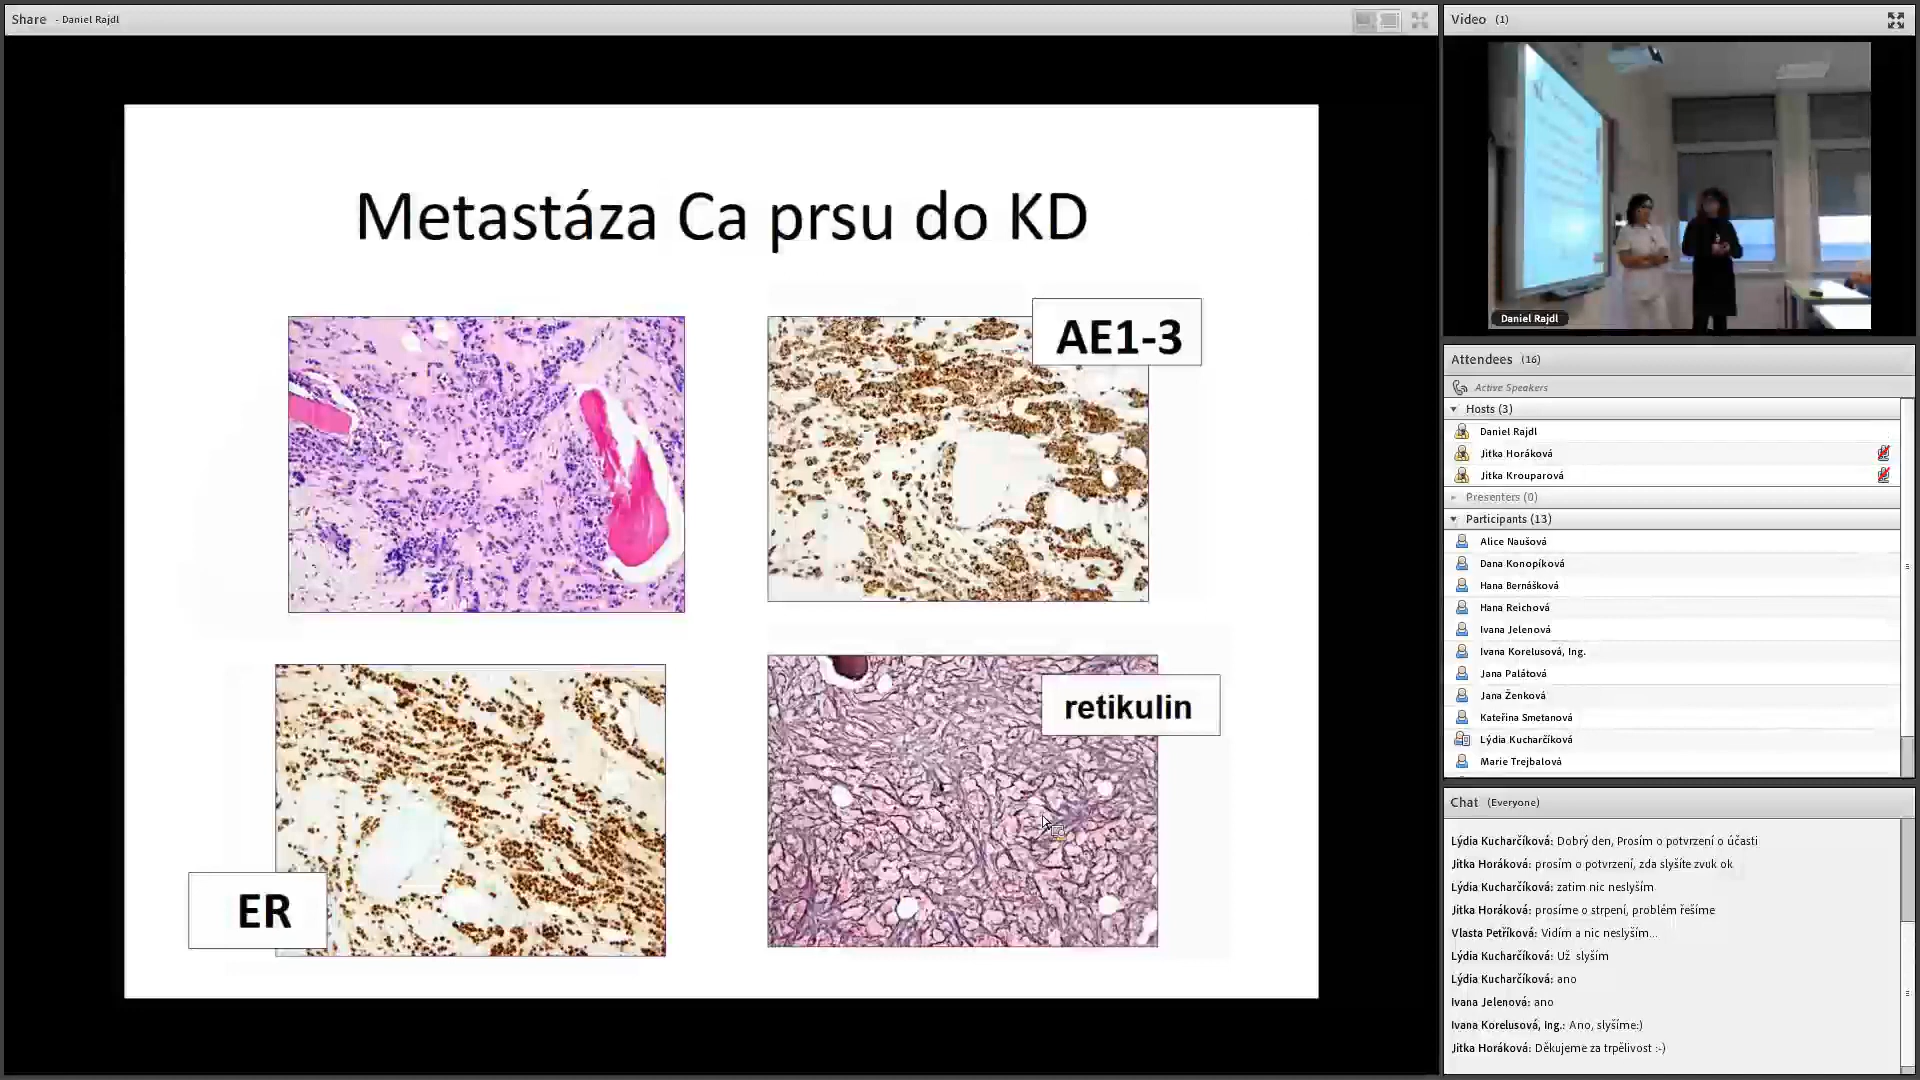 Share - Daniel Rajdl
Metastáza Ca prsu do KD
AE1-3
ER
retikulin
Video (1)
Daniel Rajdl
Attendees (16)
Active Speakers
Hosts (3)
Daniel Rajdl
Jitka Horáková
Jitka Krouparová
Presenters (0)
Participants (13)
Alice Naušová
Dana Konopíková
Hana Bernášková
Hana Reichová
Ivana Jelenová
Ivana Korelusová, Ing.
Jana Palátová
Jana Ženková
Kateřina Smetanová
Lýdia Kucharčíková
Marie Trejbalová
Chat (Everyone)
Lýdia Kucharčíková: Dobrý den, Prosím o potvrzení o účasti
Jitka Horáková: prosím o potvrzení, zda slyšíte zvuk ok
Lýdia Kucharčíková: zatim nic neslyším
Jitka Horáková: prosíme o strpení, problém řešíme
Vlasta Petříková: Vidím a nic neslyším...
Lýdia Kucharčíková: Už slyším
Lýdia Kucharčíková: ano
Ivana Jelenová: ano
Ivana Korelusová, Ing.: Ano, slyšíme:)
Jitka Horáková: Děkujeme za trpělivost :-)